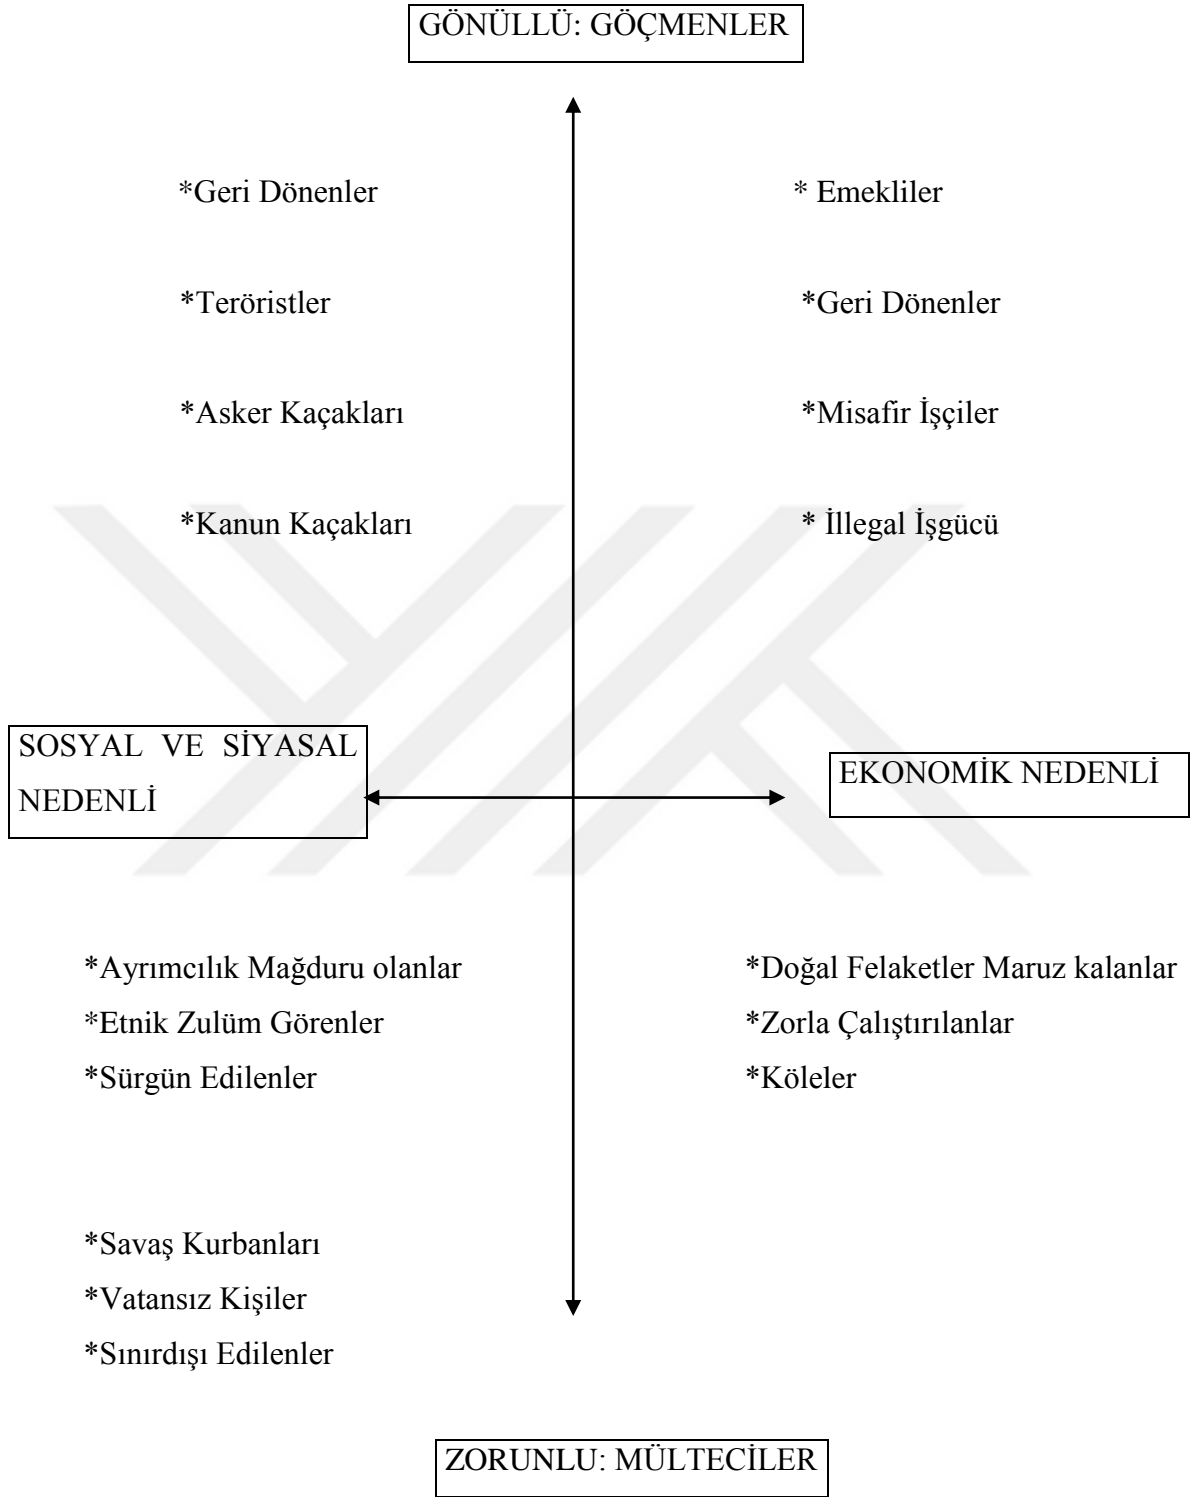 GÖNÜLLÜ: GÖÇMENLER
*Geri Dönenler
* Emekliler
*Teröristler
*Geri Dönenler
*Asker Kaçakları
*Misafir İşçiler
*Kanun Kaçakları
* İllegal İşgücü
SOSYAL VE SİYASAL
NEDENLİ
EKONOMİK NEDENLİ
*Ayrımcılık Mağduru olanlar
*Doğal Felaketler Maruz kalanlar
*Etnik Zulüm Görenler
*Zorla Çalıştırılanlar
*Sürgün Edilenler
*Köleler
*Savaş Kurbanları
*Vatansız Kişiler
*Sınırdışı Edilenler
ZORUNLU: MÜLTECİLER